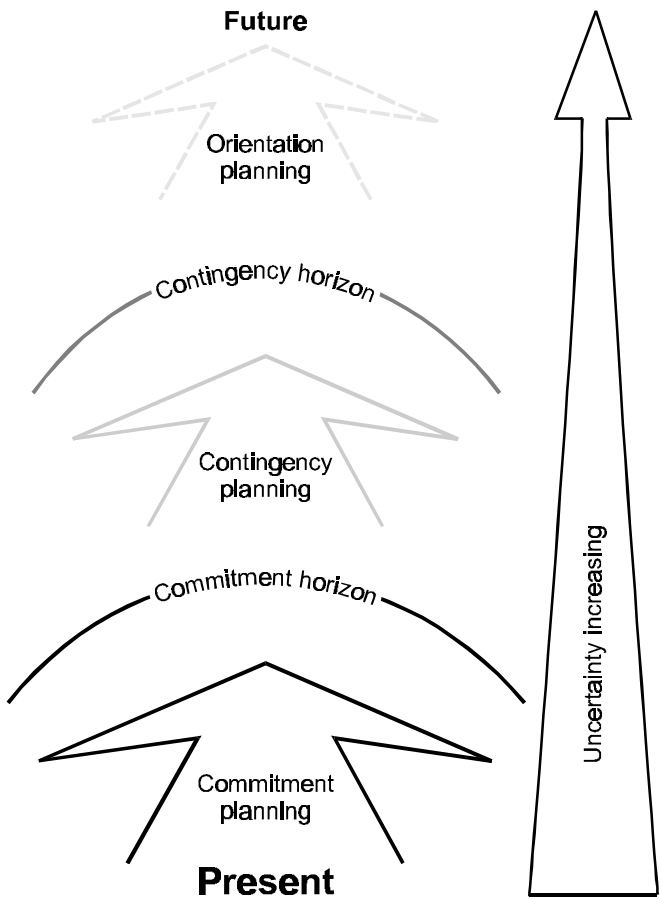 Future
Orientation
planning
Contingency horizon
Contingency
planning
Commitment horizon
Commitment
planning
Present
Uncertainty increasing